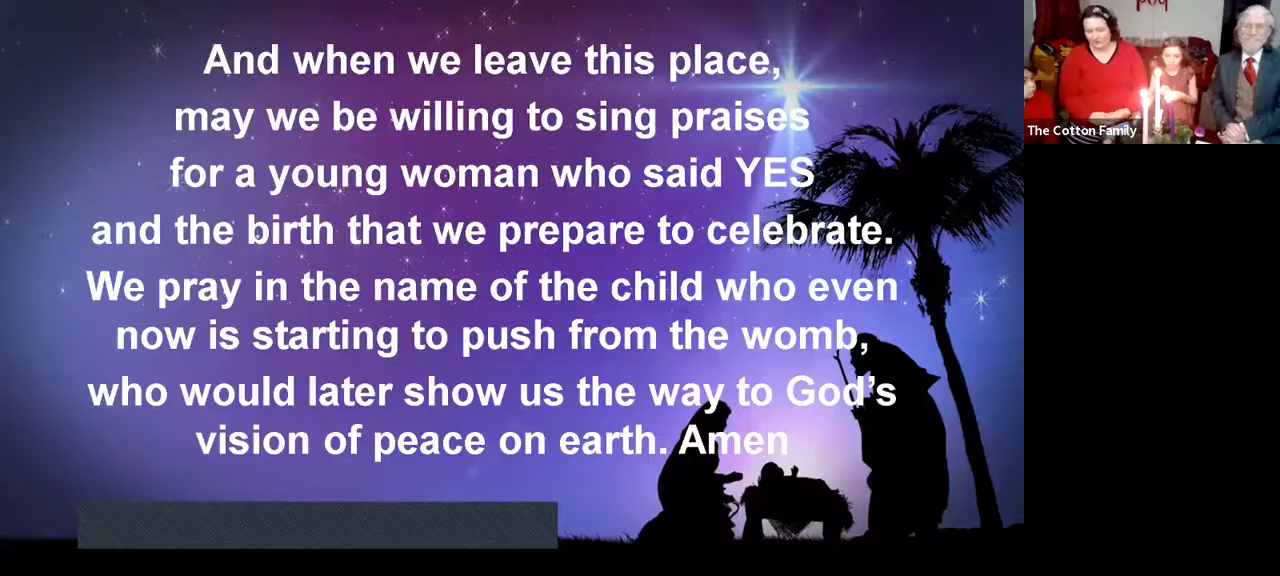 And when we leave this place,
may we be willing to sing praises
for a young woman who said YES
and the birth that we prepare to celebrate.
We pray in the name of the child who even
now is starting to push from the womb,
who would later show us the way to God's
vision of peace on earth. Amen
The Cotton Family